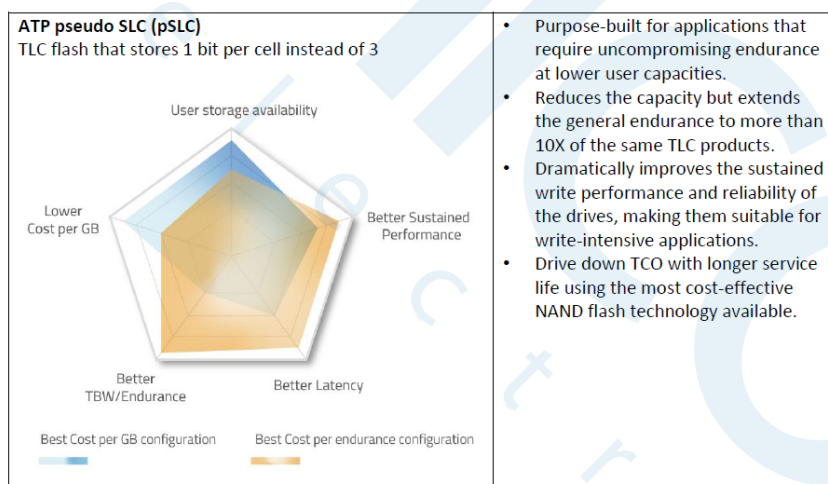 ATP pseudo SLC (pSLC)
TLC flash that stores 1 bit per cell instead of 3
User storage availability
Lower
Cost per GB
Better Sustained
Performance
Better
TBW/Endurance
Better Latency
Best Cost per GB configuration
Best Cost per endurance configuration
• Purpose-built for applications that
require uncompromising endurance
at lower user capacities.
• Reduces the capacity but extends
the general endurance to more than
10X of the same TLC products.
• Dramatically improves the sustained
write performance and reliability of
the drives, making them suitable for
write-intensive applications.
• Drive down TCO with longer service
life using the most cost-effective
NAND flash technology available.